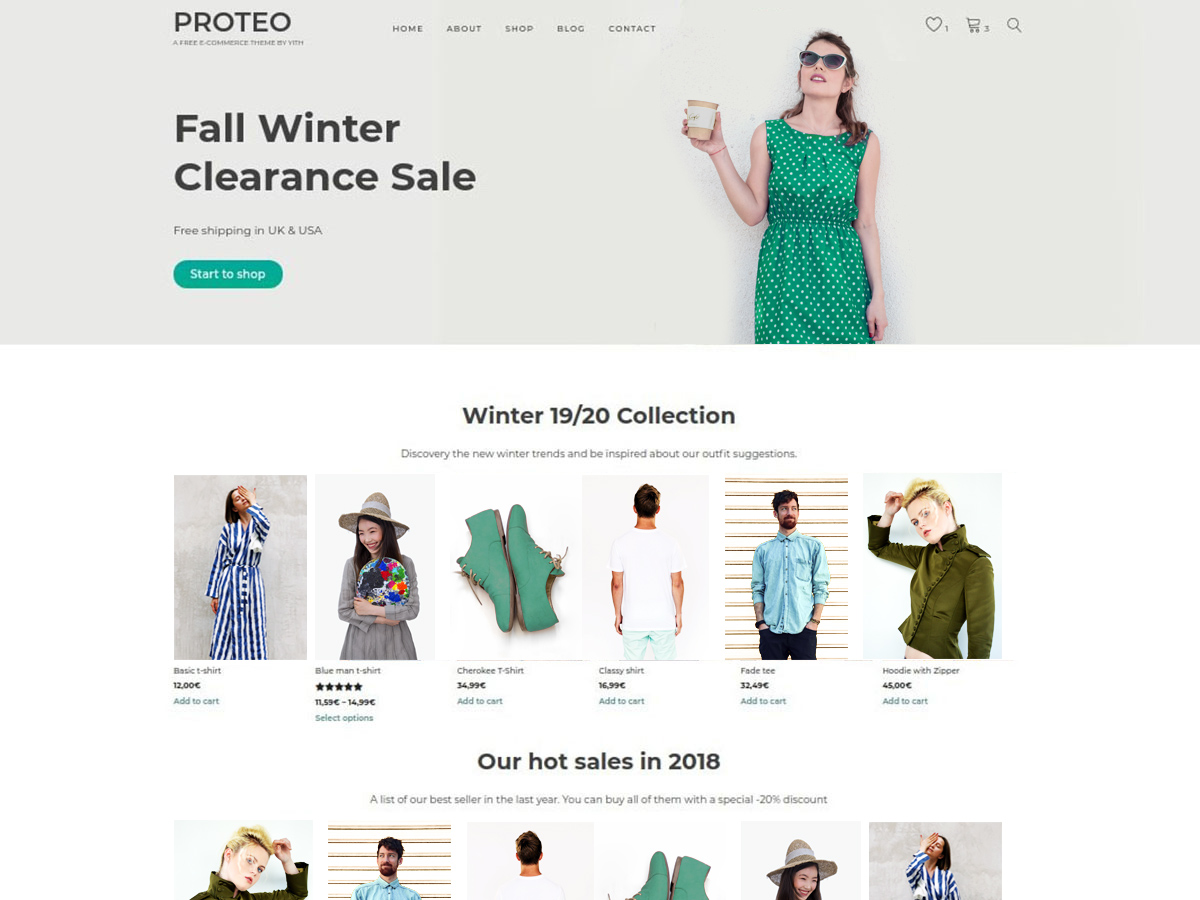 PROTEO
A FREE E-COMMERCE THEME BY YITH
HOME ABOUT SHOP BLOG CONTACT
1 3
Fall Winter
Clearance Sale
Free shipping in UK & USA
Start to shop
Winter 19/20 Collection
Discovery the new winter trends and be inspired about our outfit suggestions.
Basic t-shirt
12,00€
Add to cart
Blue man t-shirt
11,59€ – 14,99€
Select options
Cherokee T-Shirt
34,99€
Add to cart
Classy shirt
16,99€
Add to cart
Fade tee
32,49€
Add to cart
Hoodie with Zipper
45,00€
Add to cart
Our hot sales in 2018
A list of our best seller in the last year. You can buy all of them with a special -20% discount